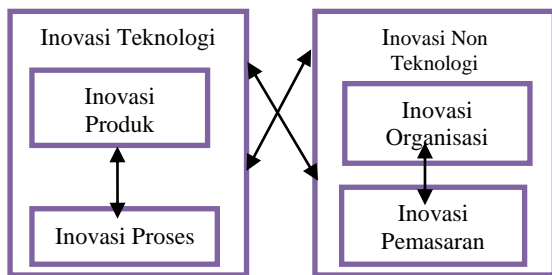 Inovasi Teknologi
Inovasi
Produk
Inovasi Proses
Inovasi Non
Teknologi
Inovasi
Organisasi
Inovasi
Pemasaran